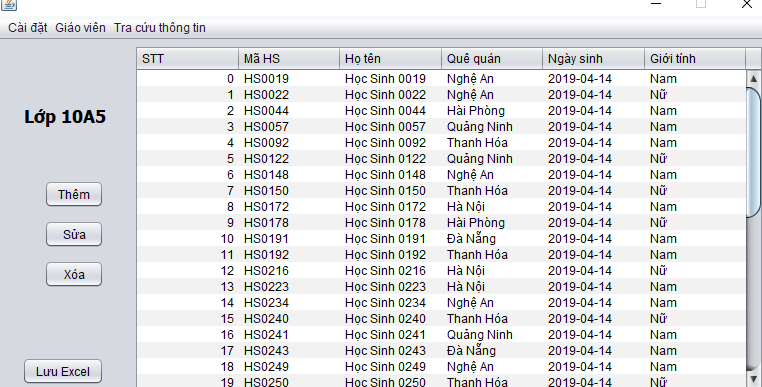 Cài đặt Giáo viên Tra cứu thông tin
Lớp 10A5
Thêm
Sửa
Xóa
Lưu Excel
STT Mã HS Họ tên Quê quán Ngày sinh Giới tính
0 HS0019 Học Sinh 0019 Nghệ An 2019-04-14 Nam
1 HS0022 Học Sinh 0022 Nghệ An 2019-04-14 Nữ
2 HS0044 Học Sinh 0044 Hài Phòng 2019-04-14 Nam
3 HS0057 Học Sinh 0057 Quảng Ninh 2019-04-14 Nam
4 HS0092 Học Sinh 0092 Thanh Hóa 2019-04-14 Nam
5 HS0122 Học Sinh 0122 Quảng Ninh 2019-04-14 Nữ
6 HS0148 Học Sinh 0148 Nghệ An 2019-04-14 Nam
7 HS0150 Học Sinh 0150 Thanh Hóa 2019-04-14 Nữ
8 HS0172 Học Sinh 0172 Hà Nội 2019-04-14 Nam
9 HS0178 Học Sinh 0178 Hài Phòng 2019-04-14 Nữ
10 HS0191 Học Sinh 0191 Đà Nẵng 2019-04-14 Nam
11 HS0192 Học Sinh 0192 Thanh Hóa 2019-04-14 Nam
12 HS0216 Học Sinh 0216 Hà Nội 2019-04-14 Nữ
13 HS0223 Học Sinh 0223 Hà Nội 2019-04-14 Nam
14 HS0234 Học Sinh 0234 Nghệ An 2019-04-14 Nam
15 HS0240 Học Sinh 0240 Thanh Hóa 2019-04-14 Nữ
16 HS0241 Học Sinh 0241 Quảng Ninh 2019-04-14 Nam
17 HS0243 Học Sinh 0243 Đà Nẵng 2019-04-14 Nam
18 HS0249 Học Sinh 0249 Nghệ An 2019-04-14 Nam
19 HS0250 Học Sinh 0250 Thanh Hóa 2019-04-14 Nữ